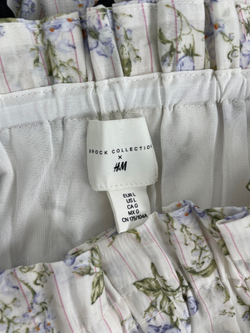 BROCK COLLECTION
X
H&M
EUR L
US L
CA G
MX G
CN 175/104A